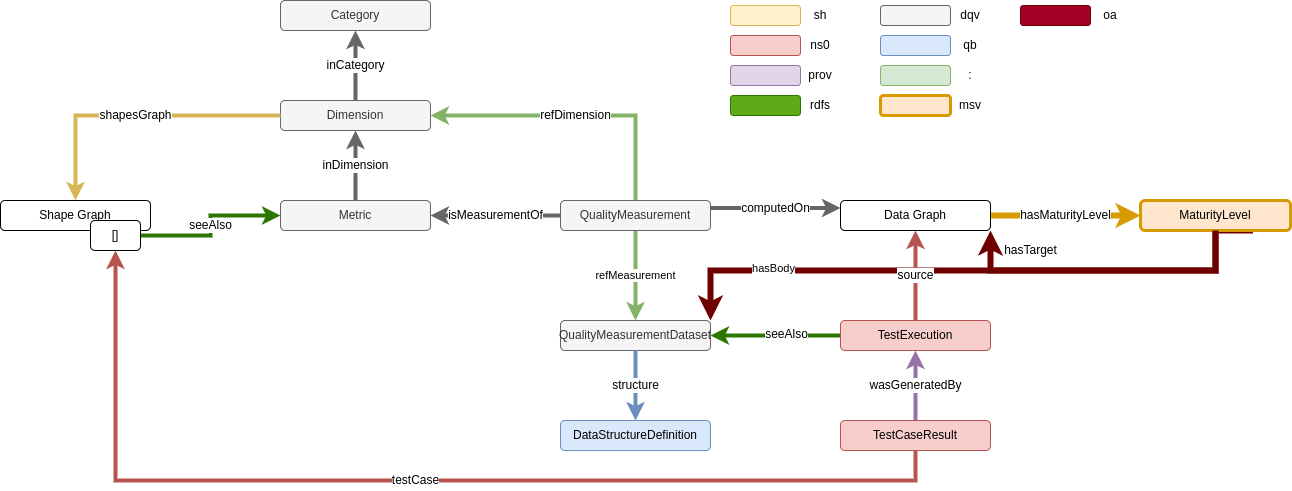 Category
sh
dqv
oa
ns0
qb
inCategory
prov
:
rdfs
msv
shapesGraph
Dimension
refDimension
inDimension
Shape Graph
Metric
isMeasurementOf
QualityMeasurement
computedOn
Data Graph
hasMaturityLevel
MaturityLevel
seeAlso
[]
hasTarget
hasBody
refMeasurement
source
QualityMeasurementDataset
seeAlso
TestExecution
structure
wasGeneratedBy
DataStructureDefinition
TestCaseResult
testCase